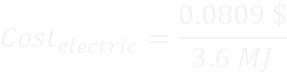 Cost_electric = 0.0809 $ / 3.6 MJ